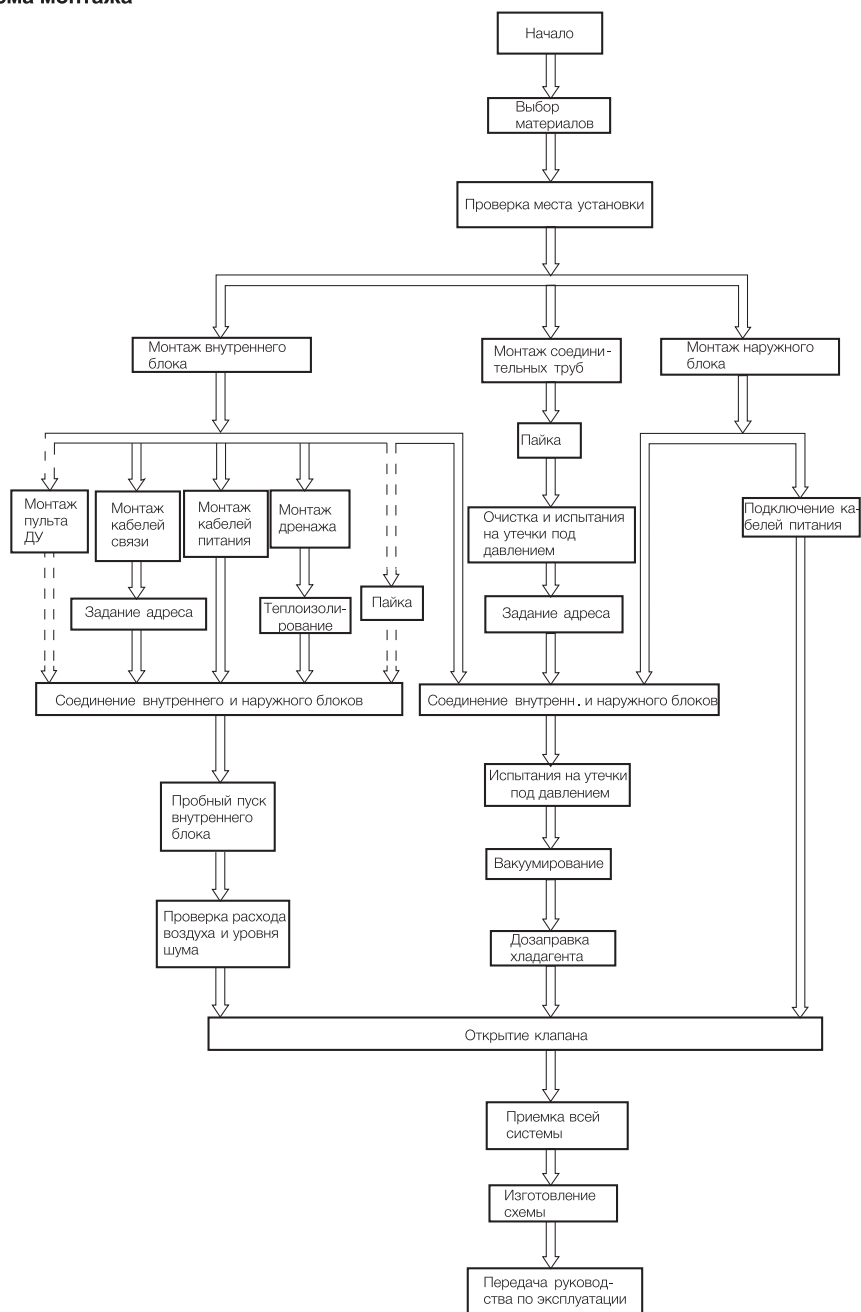 Начало
Выбор
материалов
Проверка места установки
Монтаж внутреннего
блока
Монтаж соедини-
тельных труб
Монтаж наружного
блока
Пайка
Монтаж
пульта
ДУ
Монтаж
кабелей
связи
Монтаж
кабелей
питания
Монтаж
дренажа
Очистка и испытания
на утечки под
давлением
Подключение ка-
белей питания
Задание адреса
Теплоизоли-
рование
Пайка
Задание адреса
Соединение внутреннего и наружного блоков
Соединение внутренн. и наружного блоков
Пробный пуск
внутреннего
блока
Испытания на утечки
под давлением
Вакуумирование
Проверка расхода
воздуха и уровня
шума
Дозаправка
хладагента
Открытие клапана
Приемка всей
системы
Изготовление
схемы
Передача руковод-
ства по эксплуатации